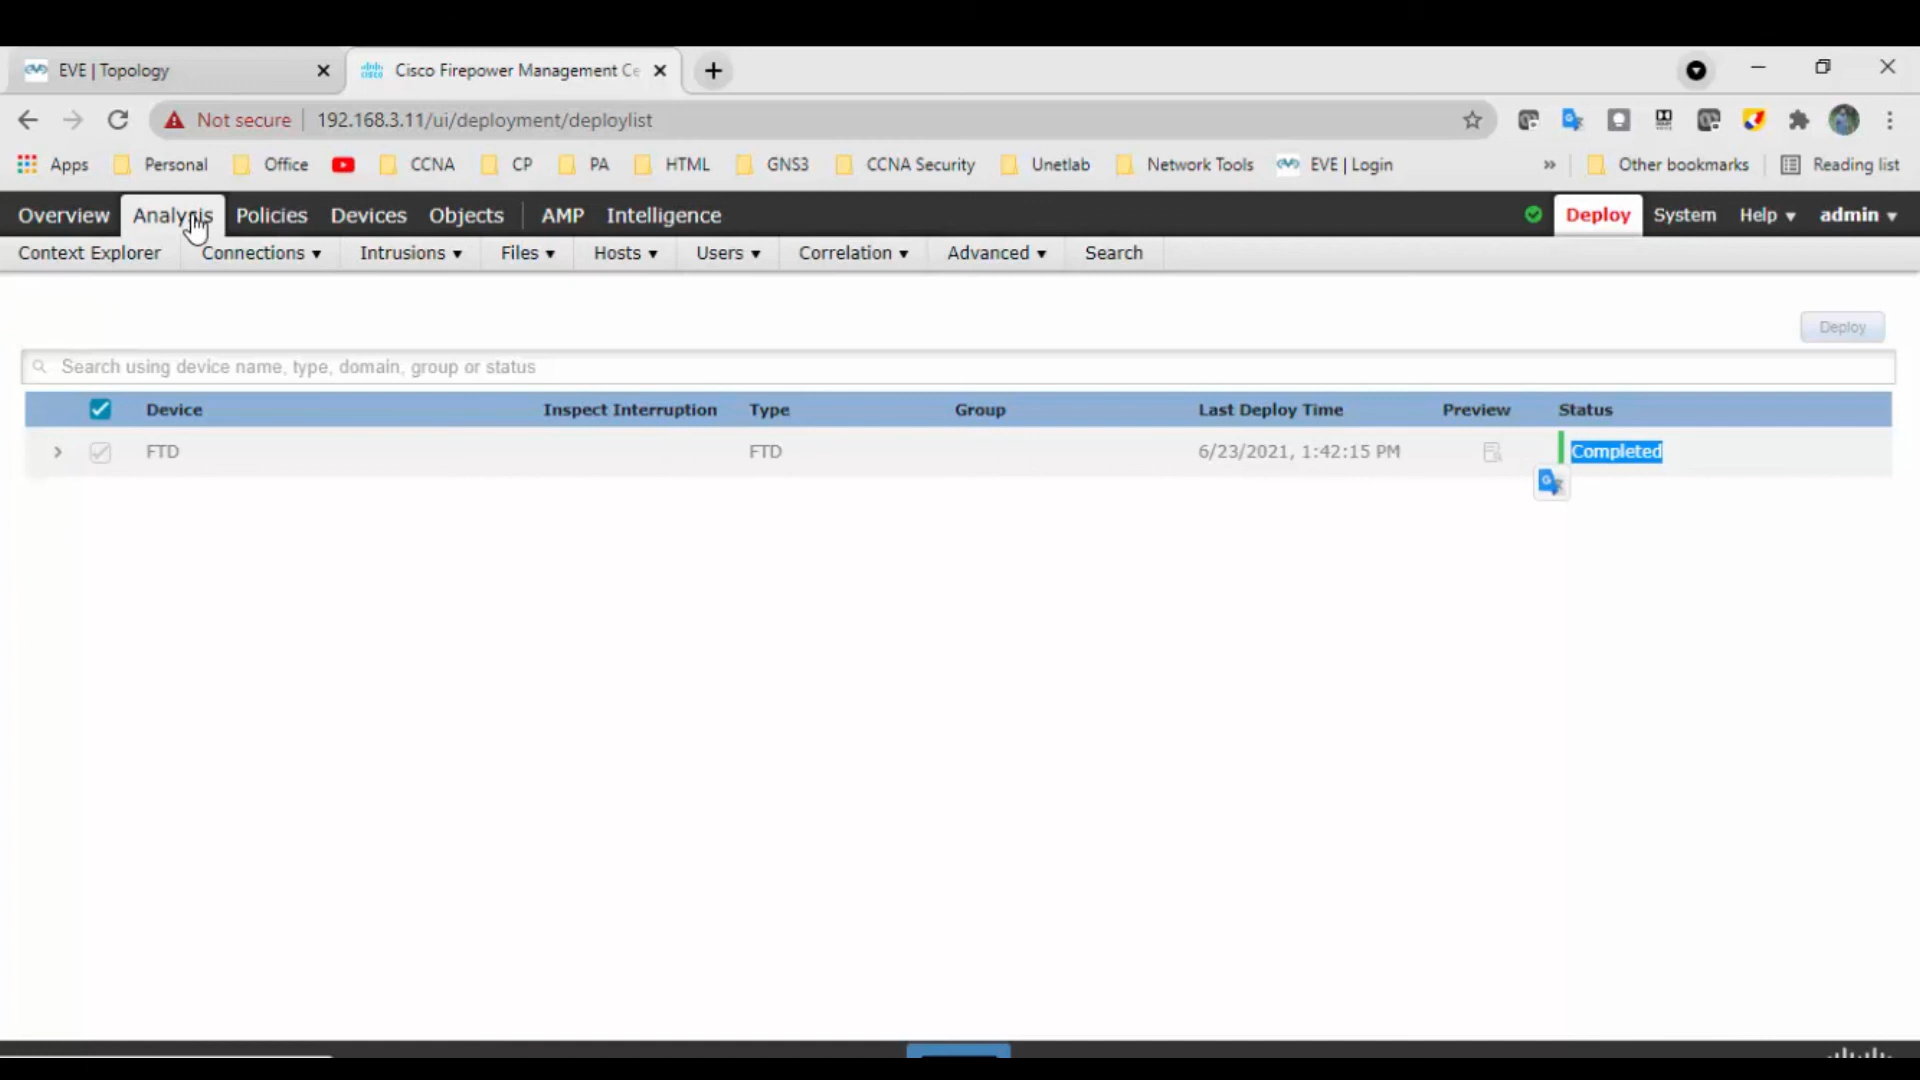 EVE | Topology
Cisco Firepower Management Ce
Not secure 192.168.3.11/ui/deployment/deploylist
Apps Personal Office CCNA CP PA HTML GNS3 CCNA Security Unetlab Network Tools EVE | Login » Other bookmarks Reading list
Overview Analysis Policies Devices Objects AMP Intelligence Deploy System Help admin
Context Explorer Connections Intrusions Files Hosts Users Correlation Advanced Search
Deploy
Search using device name, type, domain, group or status
Device Inspect Interruption Type Group Last Deploy Time Preview Status
FTD FTD 6/23/2021, 1:42:15 PM Completed